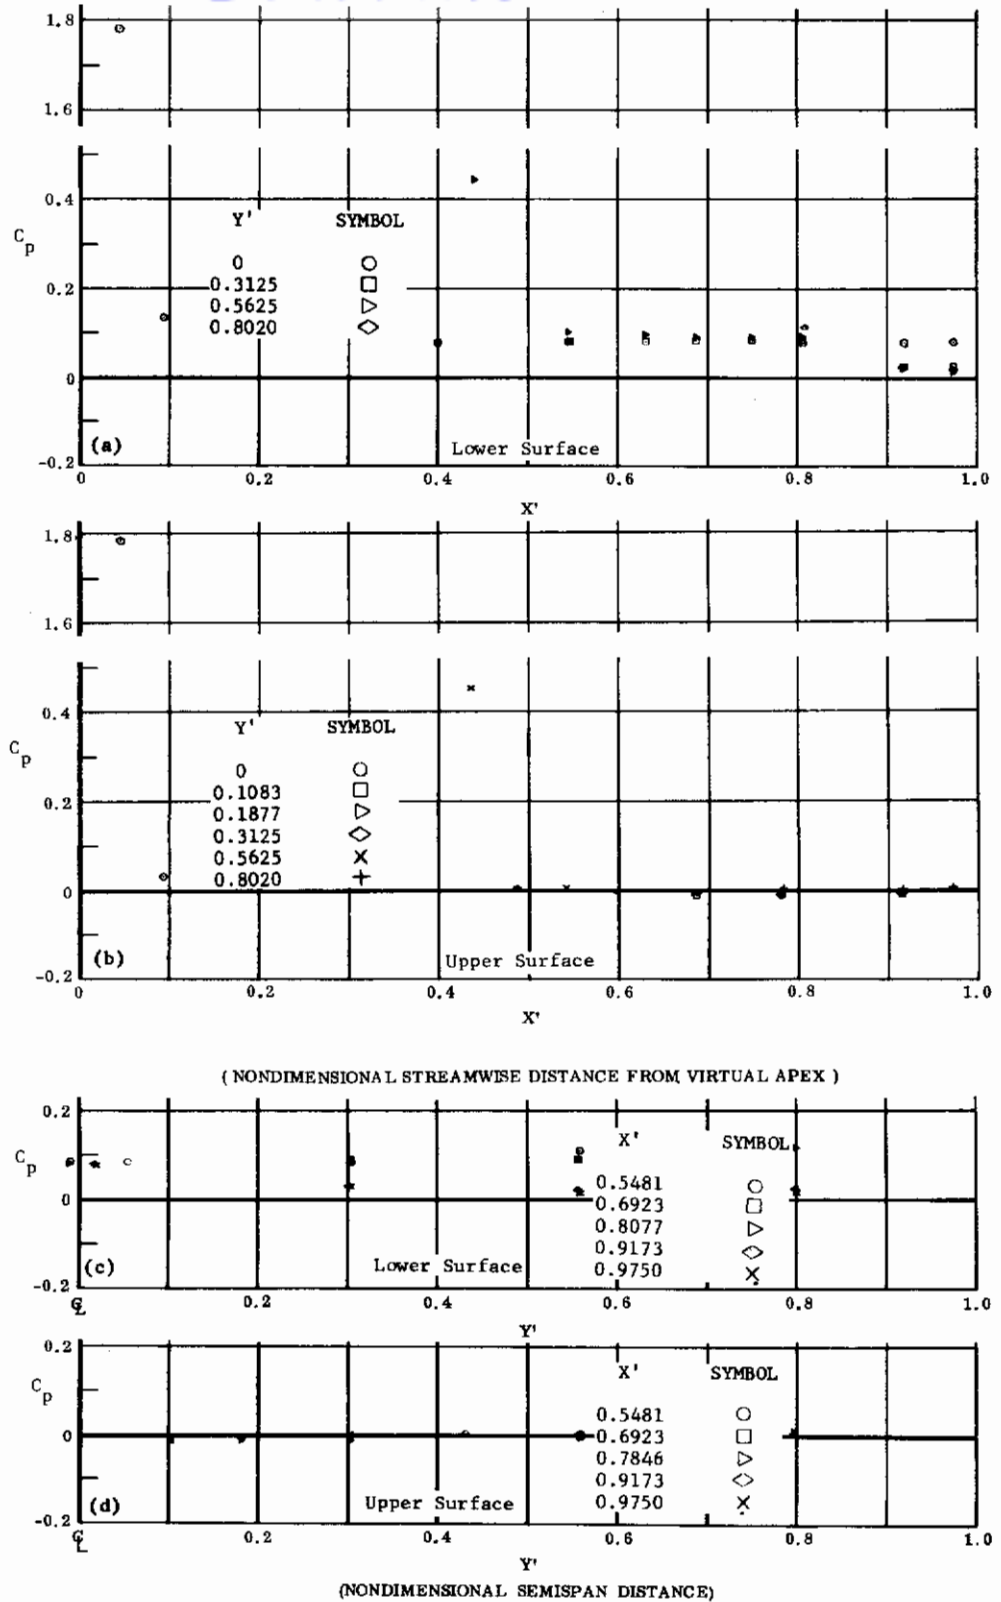 1.8
1.6
0.4
Y' SYMBOL
C_p
0
0.2
0.3125
0.5625
0.8020
0
(a)
Lower Surface
-0.2
0 0.2 0.4 0.6 0.8 1.0
X'
1.8
1.6
0.4
Y' SYMBOL
C_p
0
0.2
0.1083
0.1877
0.3125
0.5625
0.8020
0
(b)
Upper Surface
-0.2
0 0.2 0.4 0.6 0.8 1.0
X'
( NONDIMENSIONAL STREAMWISE DISTANCE FROM VIRTUAL APEX )
0.2
X' SYMBOL
C_p
0.5481
0
0.6923
0.8077
0.9173
(c)
Lower Surface
0.9750
-0.2
℄ 0.2 0.4 0.6 0.8 1.0
Y'
0.2
X' SYMBOL
C_p
0.5481
0
0.6923
0.7846
0.9173
(d)
Upper Surface
0.9750
-0.2
℄ 0.2 0.4 0.6 0.8 1.0
Y'
(NONDIMENSIONAL SEMISPAN DISTANCE)